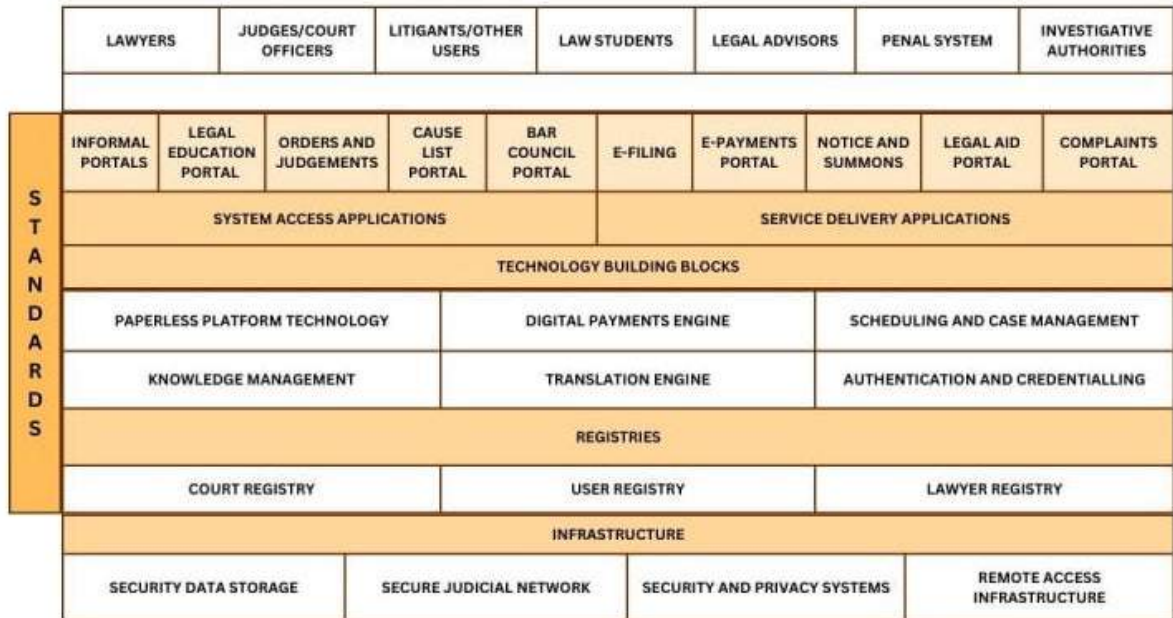 LAWYERS
JUDGES/COURT
OFFICERS
LITIGANTS/OTHER
USERS
LAW STUDENTS
LEGAL ADVISORS
PENAL SYSTEM
INVESTIGATIVE
AUTHORITIES
STANDARDS
INFORMAL
PORTALS
LEGAL
EDUCATION
PORTAL
ORDERS AND
JUDGEMENTS
CAUSE
LIST
PORTAL
BAR
COUNCIL
PORTAL
E-FILING
E-PAYMENTS
PORTAL
NOTICE AND
SUMMONS
LEGAL AID
PORTAL
COMPLAINTS
PORTAL
SYSTEM ACCESS APPLICATIONS
SERVICE DELIVERY APPLICATIONS
TECHNOLOGY BUILDING BLOCKS
PAPERLESS PLATFORM TECHNOLOGY
DIGITAL PAYMENTS ENGINE
SCHEDULING AND CASE MANAGEMENT
KNOWLEDGE MANAGEMENT
TRANSLATION ENGINE
AUTHENTICATION AND CREDENTIALLING
REGISTRIES
COURT REGISTRY
USER REGISTRY
LAWYER REGISTRY
INFRASTRUCTURE
SECURITY DATA STORAGE
SECURE JUDICIAL NETWORK
SECURITY AND PRIVACY SYSTEMS
REMOTE ACCESS
INFRASTRUCTURE